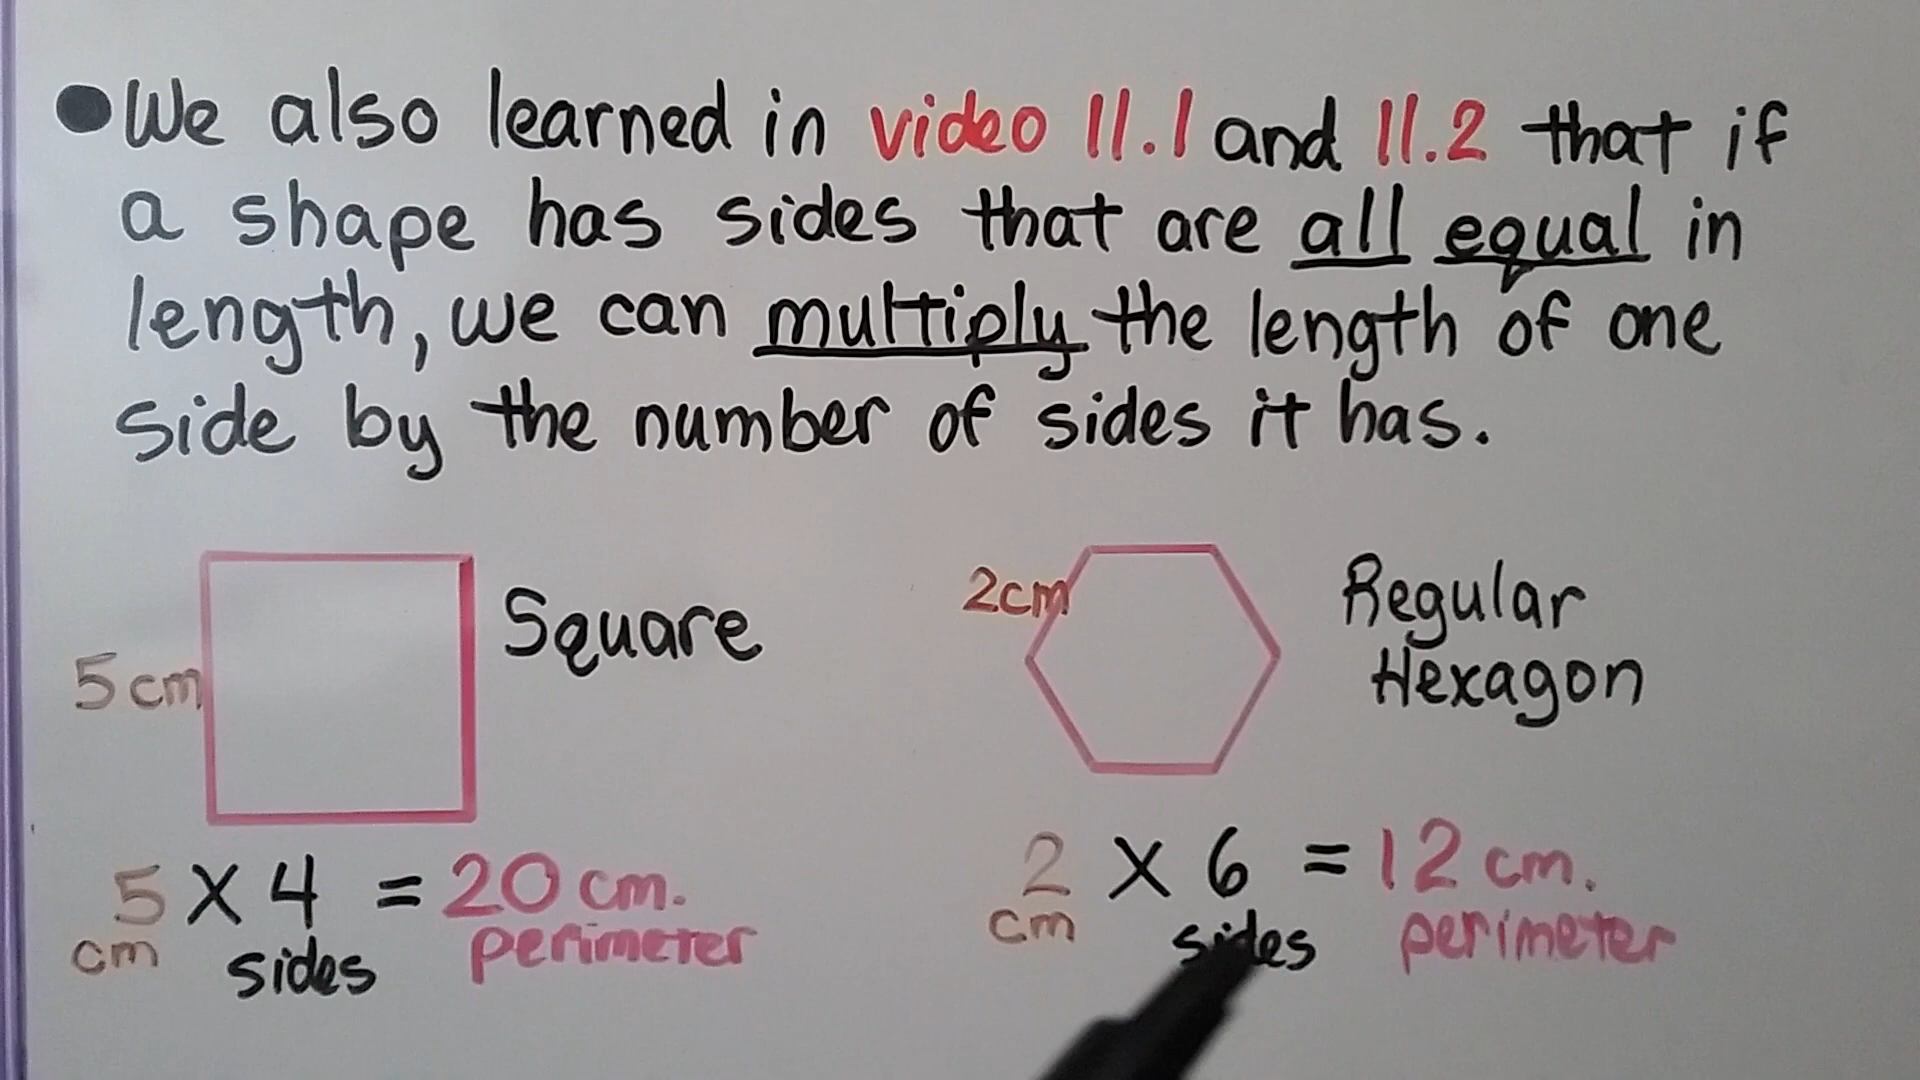 We also learned in video 11.1 and 11.2 that if
a shape has sides that are all equal in
length, we can multiply the length of one
side by the number of sides it has.
5 cm
Square
2cm
Regular
Hexagon
5 X 4 = 20 cm.
cm sides perimeter
2 X 6 = 12 cm.
cm sides perimeter